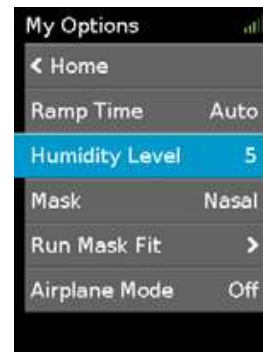 My Options
< Home
Ramp Time Auto
Humidity Level 5
Mask Nasal
Run Mask Fit >
Airplane Mode Off